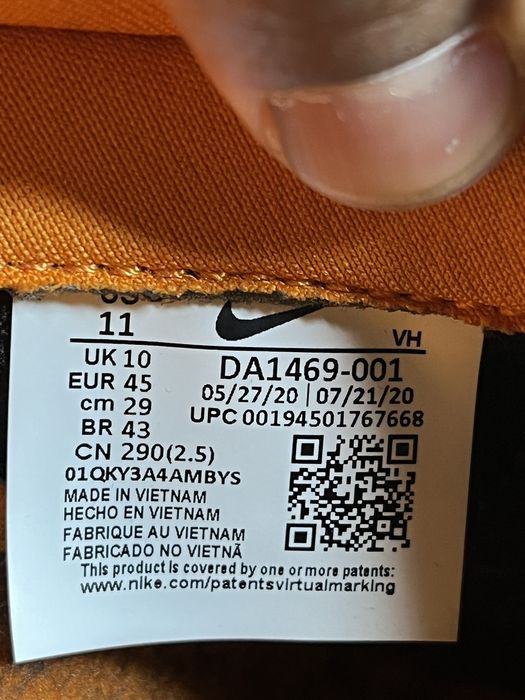 11
VH
UK 10
EUR 45
cm 29
BR 43
CN 290(2.5)
DA1469-001
05/27/20 | 07/21/20
UPC 00194501767668
01QKY3A4AMBYS
MADE IN VIETNAM
HECHO EN VIETNAM
FABRIQUE AU VIETNAM
FABRICADO NO VIETNÃ
This product is covered by one or more patents:
www.nike.com/patentsvirtualmarking